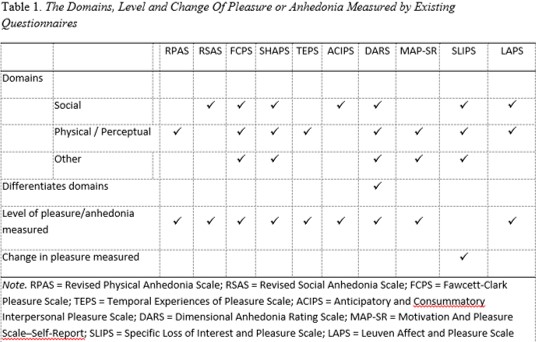 Table 1. The Domains, Level and Change Of Pleasure or Anhedonia Measured by Existing
Questionnaires
RPAS RSAS FCPS SHAPS TEPS ACIPS DARS MAP-SR SLIPS LAPS
Domains
Social ✓ ✓ ✓ ✓ ✓ ✓ ✓
Physical / Perceptual ✓ ✓ ✓ ✓ ✓ ✓ ✓ ✓
Other ✓ ✓ ✓ ✓ ✓
Differentiates domains ✓
Level of pleasure/anhedonia
measured ✓ ✓ ✓ ✓ ✓ ✓ ✓ ✓ ✓
Change in pleasure measured ✓
Note. RPAS = Revised Physical Anhedonia Scale; RSAS = Revised Social Anhedonia Scale; FCPS = Fawcett-Clark
Pleasure Scale; TEPS = Temporal Experiences of Pleasure Scale; ACIPS = Anticipatory and Consummatory
Interpersonal Pleasure Scale; DARS = Dimensional Anhedonia Rating Scale; MAP-SR = Motivation And Pleasure
Scale–Self-Report; SLIPS = Specific Loss of Interest and Pleasure Scale; LAPS = Leuven Affect and Pleasure Scale